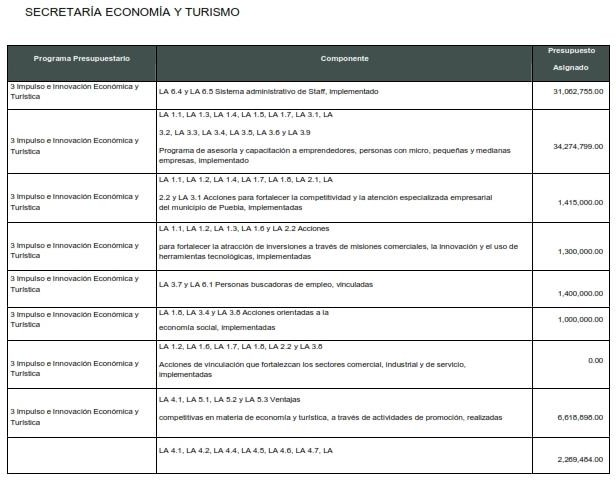 SECRETARÍA ECONOMÍA Y TURISMO
Programa Presupuestario
Componente
Presupuesto
Asignado
3 Impulso e Innovación Económica y
Turística
LA 6.4 y LA 6.5 Sistema administrativo de Staff, implementado
31,062,755.00
3 Impulso e Innovación Económica y
Turística
LA 1.1, LA 1.3, LA 1.4, LA 1.5, LA 1.7, LA 3.1, LA
3.2, LA 3.3, LA 3.4, LA 3.5, LA 3.6 y LA 3.9
Programa de asesoría y capacitación a emprendedores, personas con micro, pequeñas y medianas
empresas, implementado
34,274,799.00
3 Impulso e Innovación Económica y
Turística
LA 1.1, LA 1.2, LA 1.4, LA 1.7, LA 1.8, LA 2.1, LA
2.2 y LA 3.1 Acciones para fortalecer la competitividad y la atención especializada empresarial
del municipio de Puebla, implementadas
1,415,000.00
3 Impulso e Innovación Económica y
Turística
LA 1.1, LA 1.2, LA 1.3, LA 1.6 y LA 2.2 Acciones
para fortalecer la atracción de inversiones a través de misiones comerciales, la innovación y el uso de
herramientas tecnológicas, implementadas
1,300,000.00
3 Impulso e Innovación Económica y
Turística
LA 3.7 y LA 6.1 Personas buscadoras de empleo, vinculadas
1,400,000.00
3 Impulso e Innovación Económica y
Turística
LA 1.8, LA 3.4 y LA 3.8 Acciones orientadas a la
economía social, implementadas
1,000,000.00
3 Impulso e Innovación Económica y
Turística
LA 1.2, LA 1.6, LA 1.7, LA 1.8, LA 2.2 y LA 3.8
Acciones de vinculación que fortalezcan los sectores comercial, industrial y de servicio,
implementadas
0.00
3 Impulso e Innovación Económica y
Turística
LA 4.1, LA 5.1, LA 5.2 y LA 5.3 Ventajas
competitivas en materia de economía y turística, a través de actividades de promoción, realizadas
6,618,898.00
LA 4.1, LA 4.2, LA 4.4, LA 4.5, LA 4.6, LA 4.7, LA
2,269,484.00